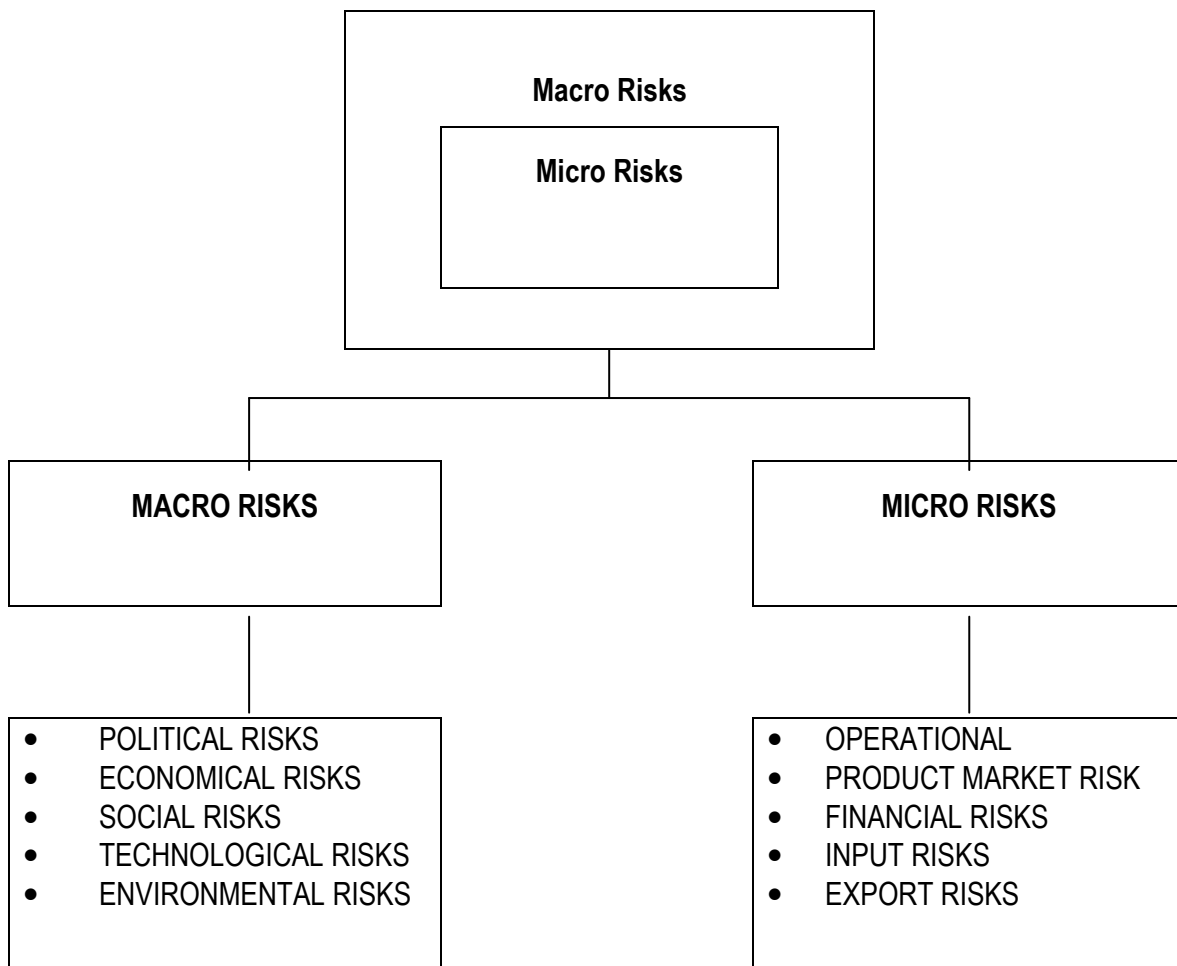 Macro Risks
Micro Risks
MACRO RISKS
MICRO RISKS
• POLITICAL RISKS
• ECONOMICAL RISKS
• SOCIAL RISKS
• TECHNOLOGICAL RISKS
• ENVIRONMENTAL RISKS
• OPERATIONAL
• PRODUCT MARKET RISK
• FINANCIAL RISKS
• INPUT RISKS
• EXPORT RISKS